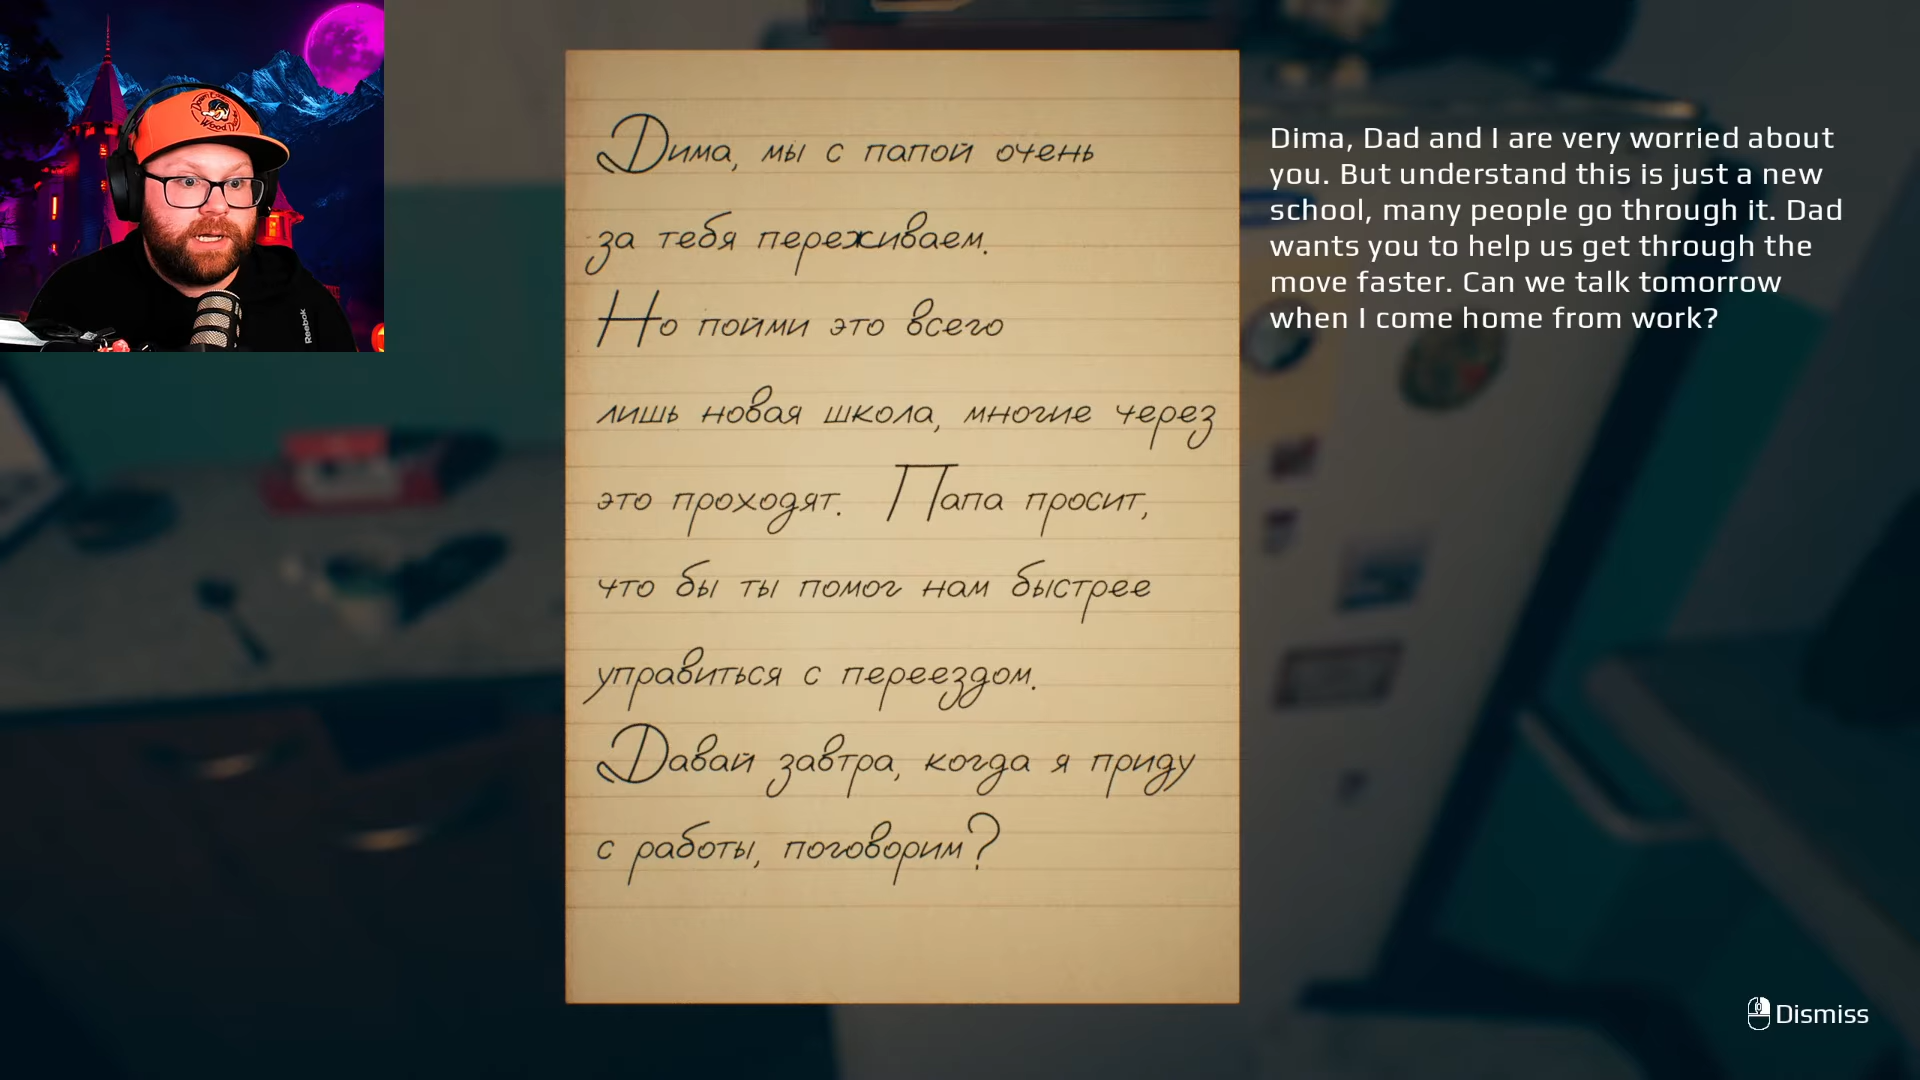 Дима, мы с папой очень
за тебя переживаем.
Но пойми это всего
лишь новая школа, многие через
это проходят. Папа просит,
что бы ты помог нам быстрее
управиться с переездом.
Давай завтра, когда я приду
с работы, поговорим?
Dima, Dad and I are very worried about
you. But understand this is just a new
school, many people go through it. Dad
wants you to help us get through the
move faster. Can we talk tomorrow
when I come home from work?
Dismiss
Reebok